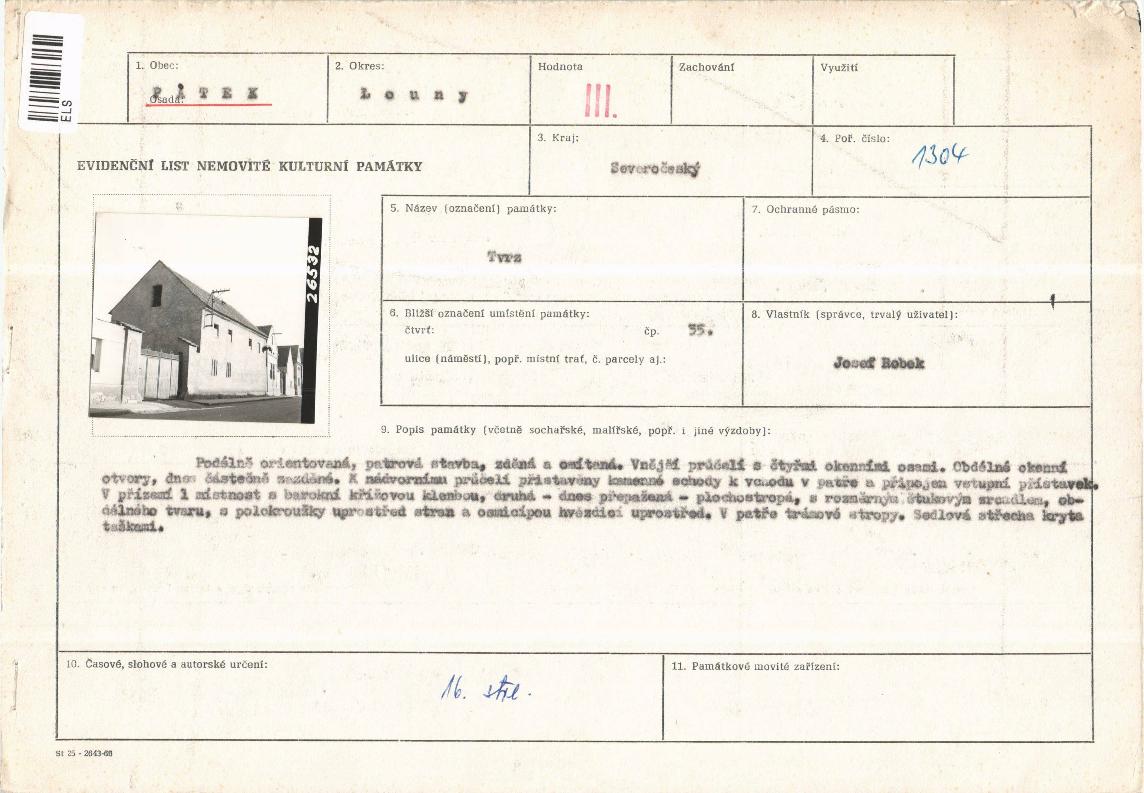 ELS
1. Obec:
2. Okres:
Hodnota
Zachování
Využití
Osada:
PÁTEK
Louny
III.
3. Kraj:
4. Poř. číslo:
Severočeský
1304
EVIDENČNÍ LIST NEMOVITÉ KULTURNÍ PAMÁTKY
5. Název (označení) památky:
7. Ochranné pásmo:
Tvrz
26532
6. Bližší označení umístění památky:
čtvrť:
čp. 35.
ulice (náměstí), popř. místní trať, č. parcely aj.:
8. Vlastník (správce, trvalý uživatel):
Josef Robek
9. Popis památky (včetně sochařské, malířské, popř. i jiné výzdoby):
Podélně orientovaná, patrová stavba, zděná a omítaná. Vnější průčelí s čtyřmi okenními osami. Obdélné okenní
otvory, dnes částečně zazděné. K nádvornímu průčelí přistavěny kamenné schody k vchodu v patře a připojen vstupní přístavek.
V přízemí 1 místnost s barokní křížovou klenbou, druhá - dnes přepažená - plochostropá, s rozměrným štukovým zrcadlem, ob-
délného tvaru, s polokroužky uprostřed stran a osmicípou hvězdicí uprostřed. V patře trámové stropy. Sedlová střecha kryta
taškami.
10. Časové, slohové a autorské určení:
11. Památkové movité zařízení:
16. stol.
St 25 - 2643-66